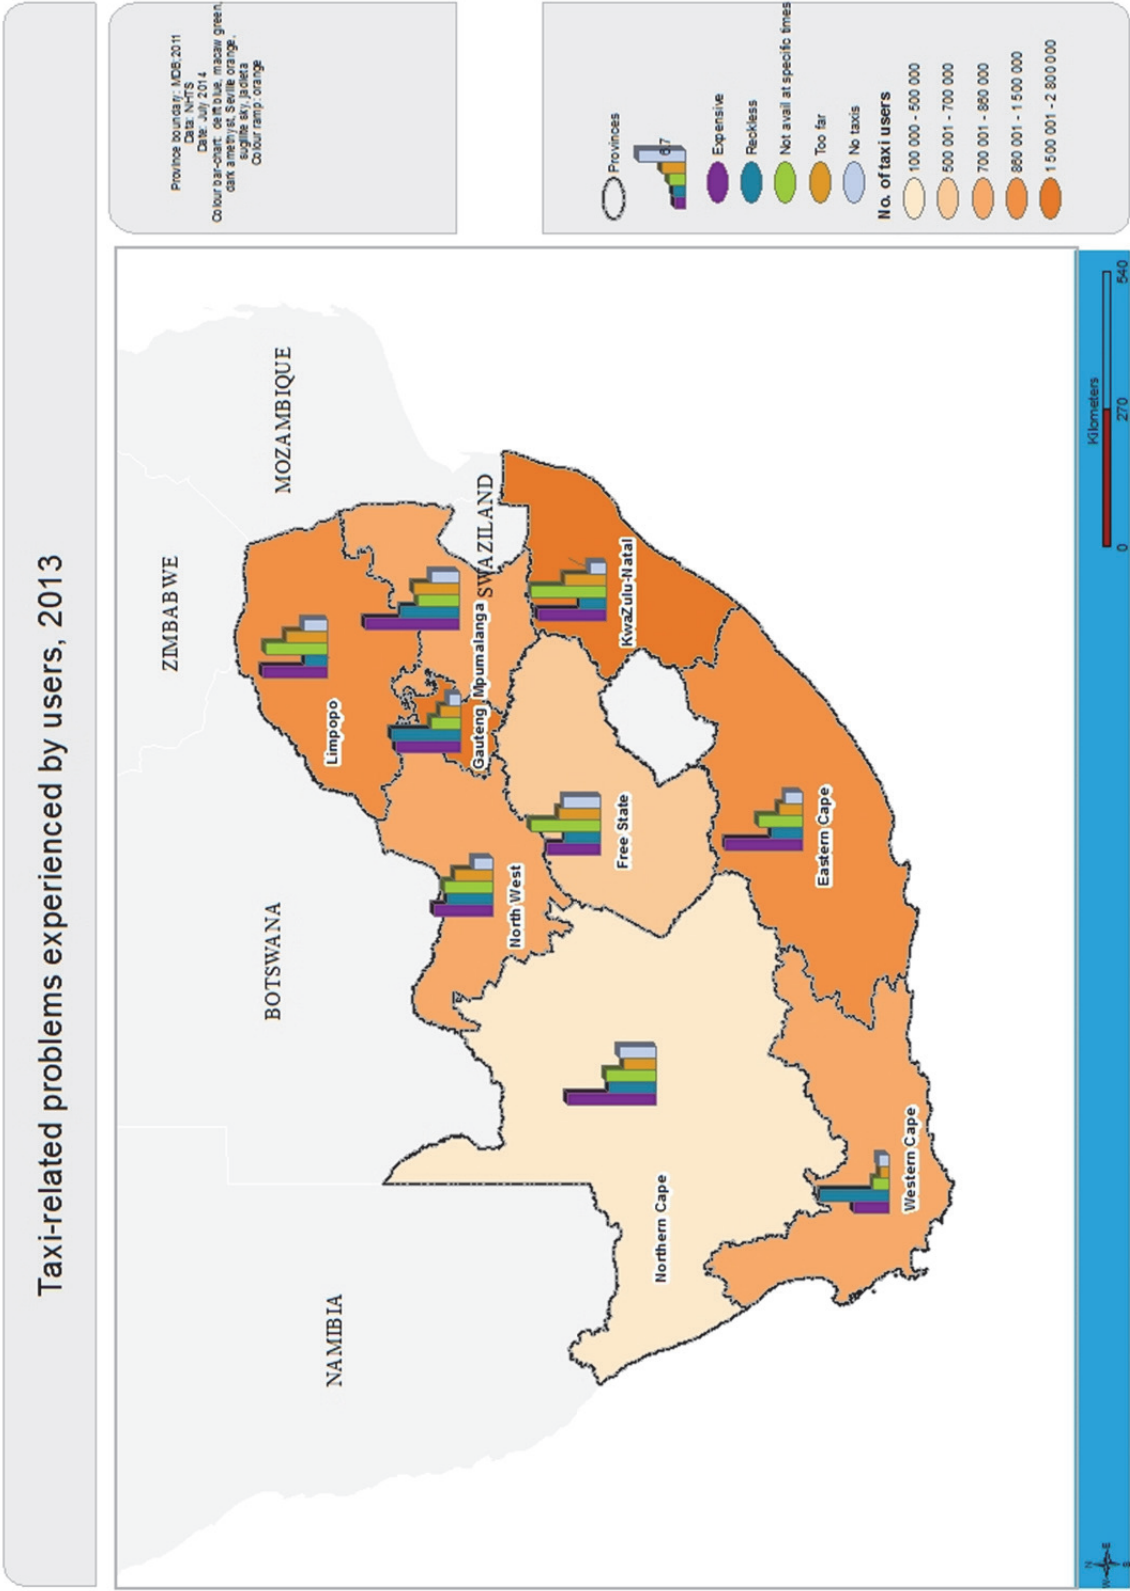 Taxi-related problems experienced by users, 2013
Province boundary: MDB;2011
Data: NHTS
Date: July 2014
Colour bar-chart: delft blue, macaw green,
dark amethyst, Seville orange,
sugilite sky, jadieta
Colour ramp: orange
Provinces
6.7
Expensive
Reckless
Not avail at specific times
Too far
No taxis
No. of taxi users
100 000 - 500 000
500 001 - 700 000
700 001 - 860 000
860 001 - 1 500 000
1 500 001 - 2 800 000
ZIMBABWE
MOZAMBIQUE
BOTSWANA
NAMIBIA
SWAZILAND
Limpopo
Gauteng
Mpumalanga
North West
Free State
KwaZulu-Natal
Northern Cape
Eastern Cape
Western Cape
N
W E
S
Kilometers
0 270 540